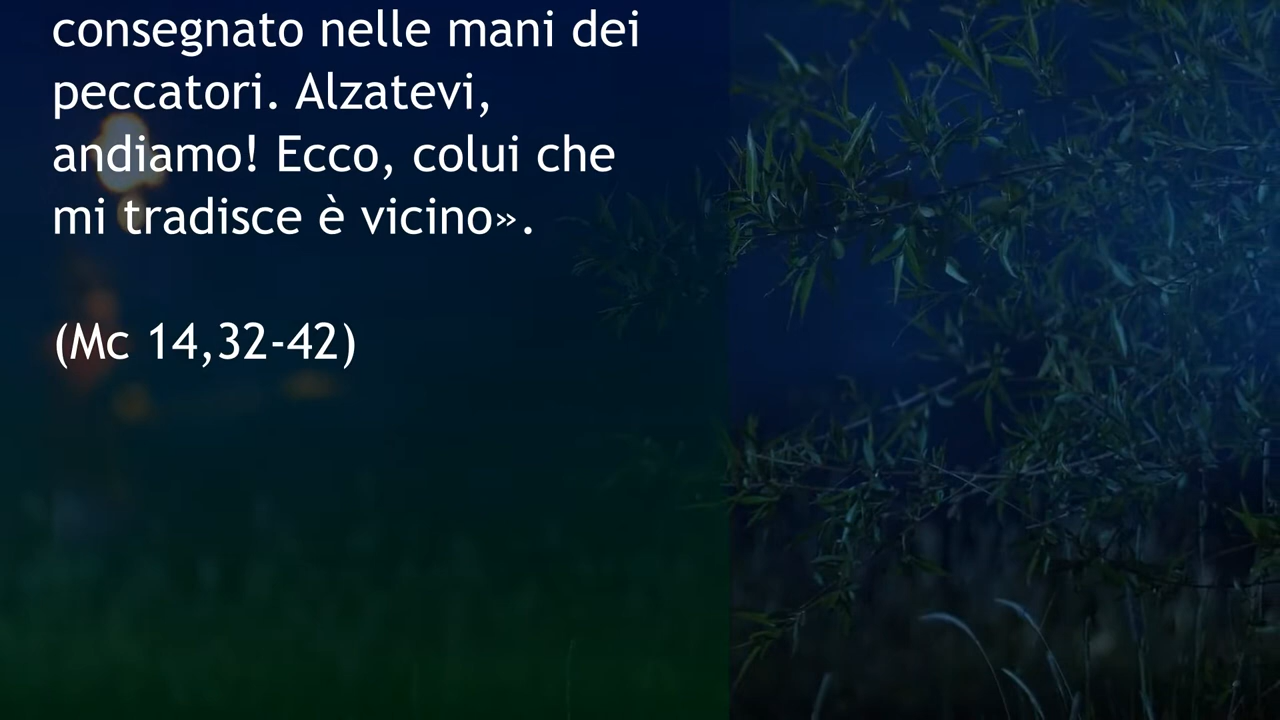 consegnato nelle mani dei
peccatori. Alzatevi,
andiamo! Ecco, colui che
mi tradisce è vicino».
(Mc 14,32-42)